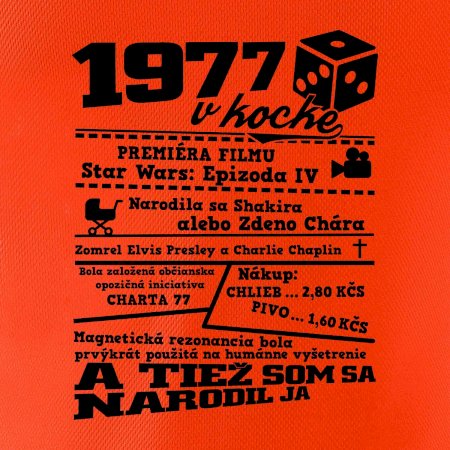 1977
v kocke
PREMIÉRA FILMU
Star Wars: Epizoda IV
Narodila sa Shakira
alebo Zdeno Chára
Zomrel Elvis Presley a Charlie Chaplin
Bola založená občianska
opozičná iniciatíva
CHARTA 77
Nákup:
CHLIEB ... 2,80 KČS
PIVO ... 1,60 KČS
Magnetická rezonancia bola
prvýkrát použitá na humánne vyšetrenie
A TIEŽ SOM SA
NARODIL JA